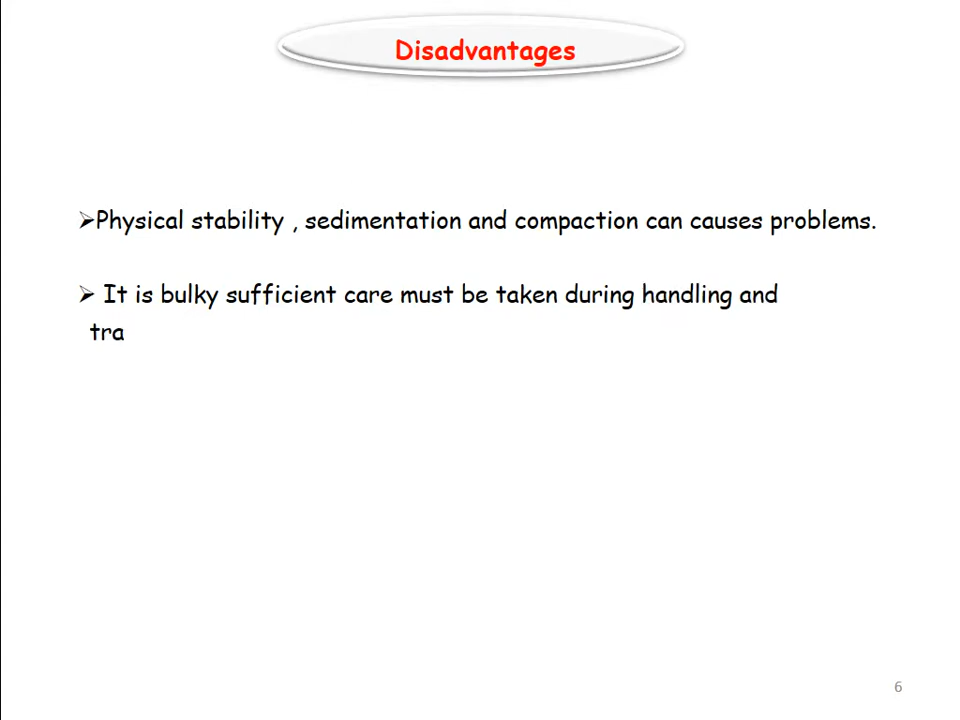 Disadvantages
➢Physical stability , sedimentation and compaction can causes problems.
➢ It is bulky sufficient care must be taken during handling and
tra
6